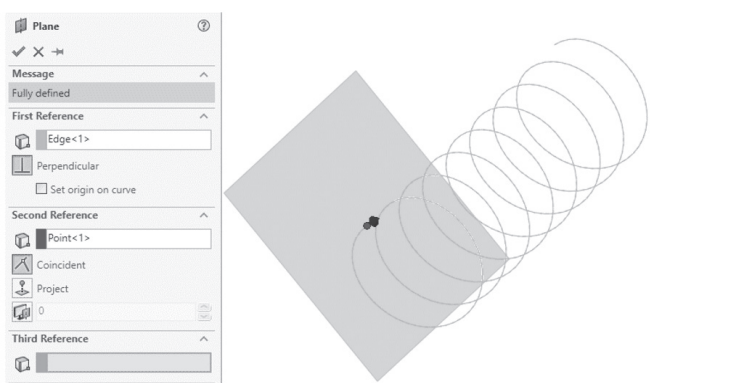 Plane
Message
Fully defined
First Reference
Edge<1>
Perpendicular
Set origin on curve
Second Reference
Point<1>
Coincident
Project
0
Third Reference